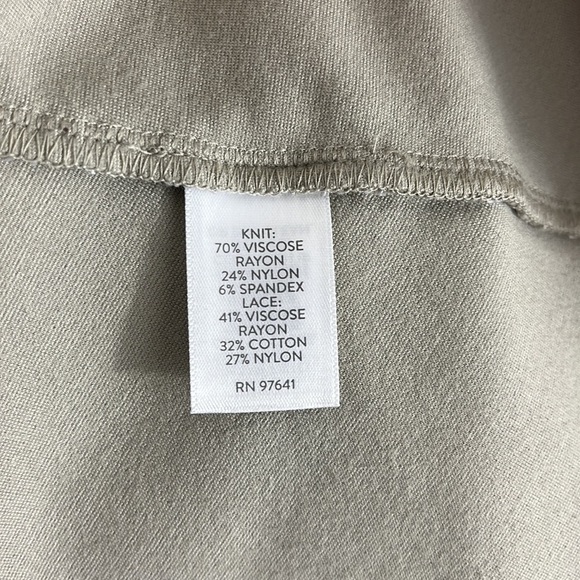 KNIT:
70% VISCOSE
RAYON
24% NYLON
6% SPANDEX
LACE:
41% VISCOSE
RAYON
32% COTTON
27% NYLON
RN 97641